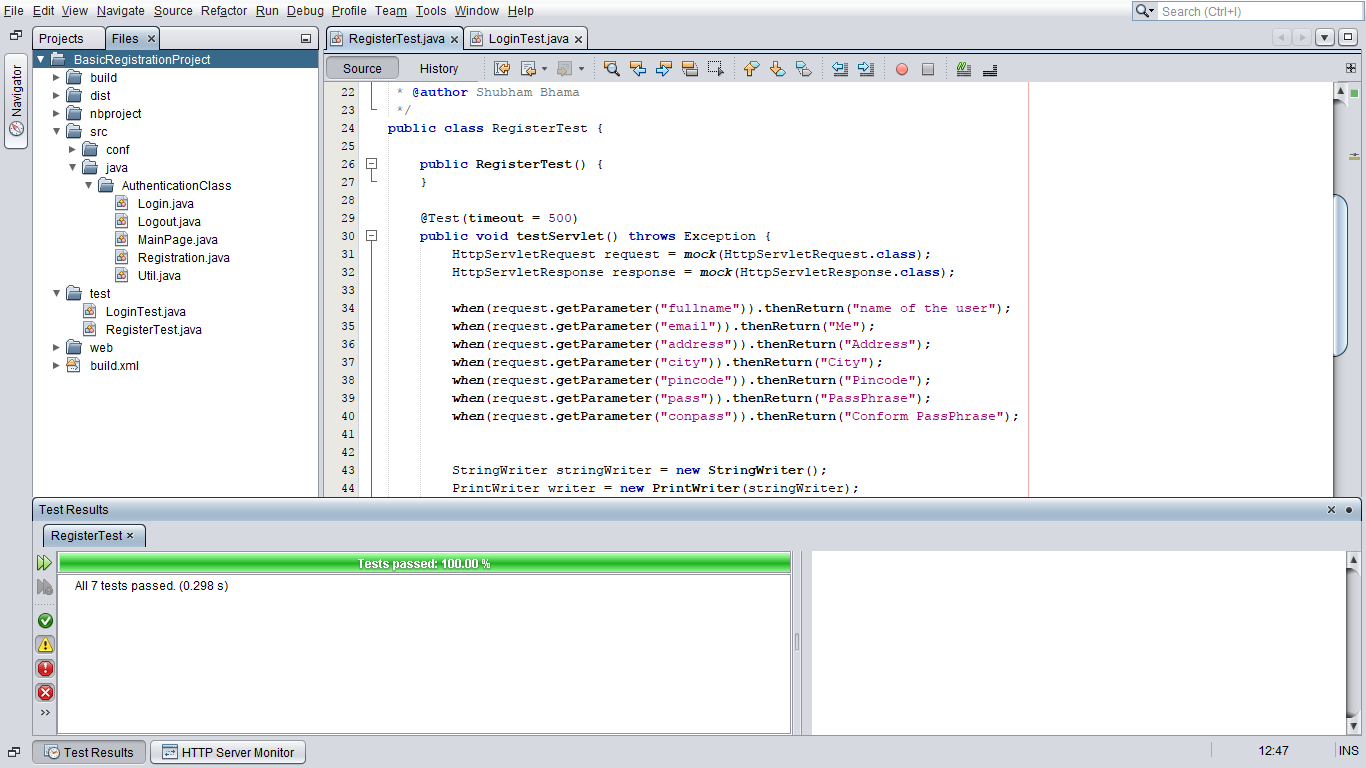 File Edit View Navigate Source Refactor Run Debug Profile Team Tools Window Help
Search (Ctrl+I)
Projects Files
RegisterTest.java LoginTest.java
Navigator
Source History
BasicRegistrationProject
build
dist
nbproject
src
conf
java
AuthenticationClass
Login.java
Logout.java
MainPage.java
Registration.java
Util.java
test
LoginTest.java
RegisterTest.java
web
build.xml
22 * @author Shubham Bhama
23 */
24 public class RegisterTest {
25
26 public RegisterTest() {
27 }
28
29 @Test(timeout = 500)
30 public void testServlet() throws Exception {
31 HttpServletRequest request = mock(HttpServletRequest.class);
32 HttpServletResponse response = mock(HttpServletResponse.class);
33
34 when(request.getParameter("fullname")).thenReturn("name of the user");
35 when(request.getParameter("email")).thenReturn("Me");
36 when(request.getParameter("address")).thenReturn("Address");
37 when(request.getParameter("city")).thenReturn("City");
38 when(request.getParameter("pincode")).thenReturn("Pincode");
39 when(request.getParameter("pass")).thenReturn("PassPhrase");
40 when(request.getParameter("conpass")).thenReturn("Conform PassPhrase");
41
42
43 StringWriter stringWriter = new StringWriter();
44 PrintWriter writer = new PrintWriter(stringWriter);
Test Results
RegisterTest
Tests passed: 100.00 %
All 7 tests passed. (0.298 s)
Test Results HTTP Server Monitor
12:47 INS